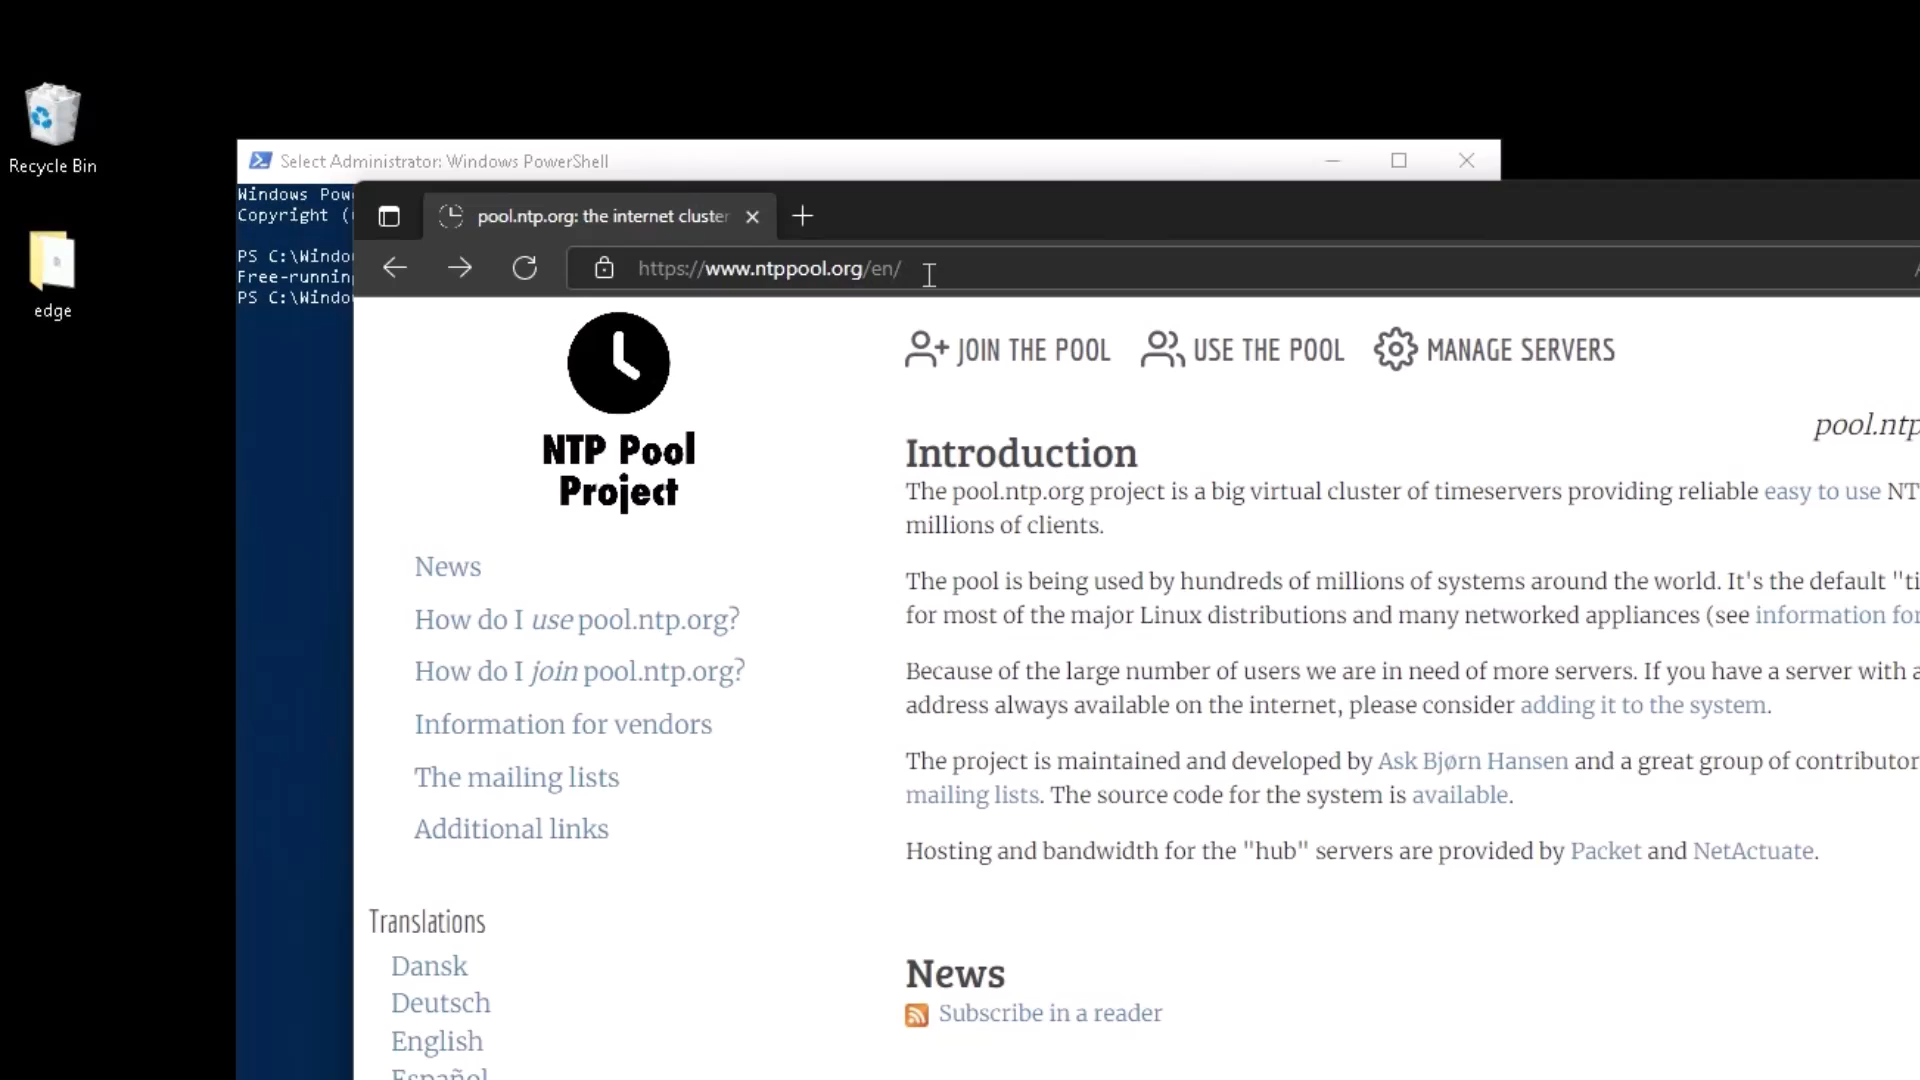 Recycle Bin
edge
Select Administrator: Windows PowerShell
Windows Pow
Copyright (
PS C:\Windo
Free-runnin
PS C:\Windo
pool.ntp.org: the internet cluster
https://www.ntppool.org/en/
NTP Pool
Project
News
How do I use pool.ntp.org?
How do I join pool.ntp.org?
Information for vendors
The mailing lists
Additional links
Translations
Dansk
Deutsch
English
Español
JOIN THE POOL
USE THE POOL
MANAGE SERVERS
pool.ntp
Introduction
The pool.ntp.org project is a big virtual cluster of timeservers providing reliable easy to use NT
millions of clients.
The pool is being used by hundreds of millions of systems around the world. It's the default "ti
for most of the major Linux distributions and many networked appliances (see information for
Because of the large number of users we are in need of more servers. If you have a server with a
address always available on the internet, please consider adding it to the system.
The project is maintained and developed by Ask Bjørn Hansen and a great group of contributor
mailing lists. The source code for the system is available.
Hosting and bandwidth for the "hub" servers are provided by Packet and NetActuate.
News
Subscribe in a reader